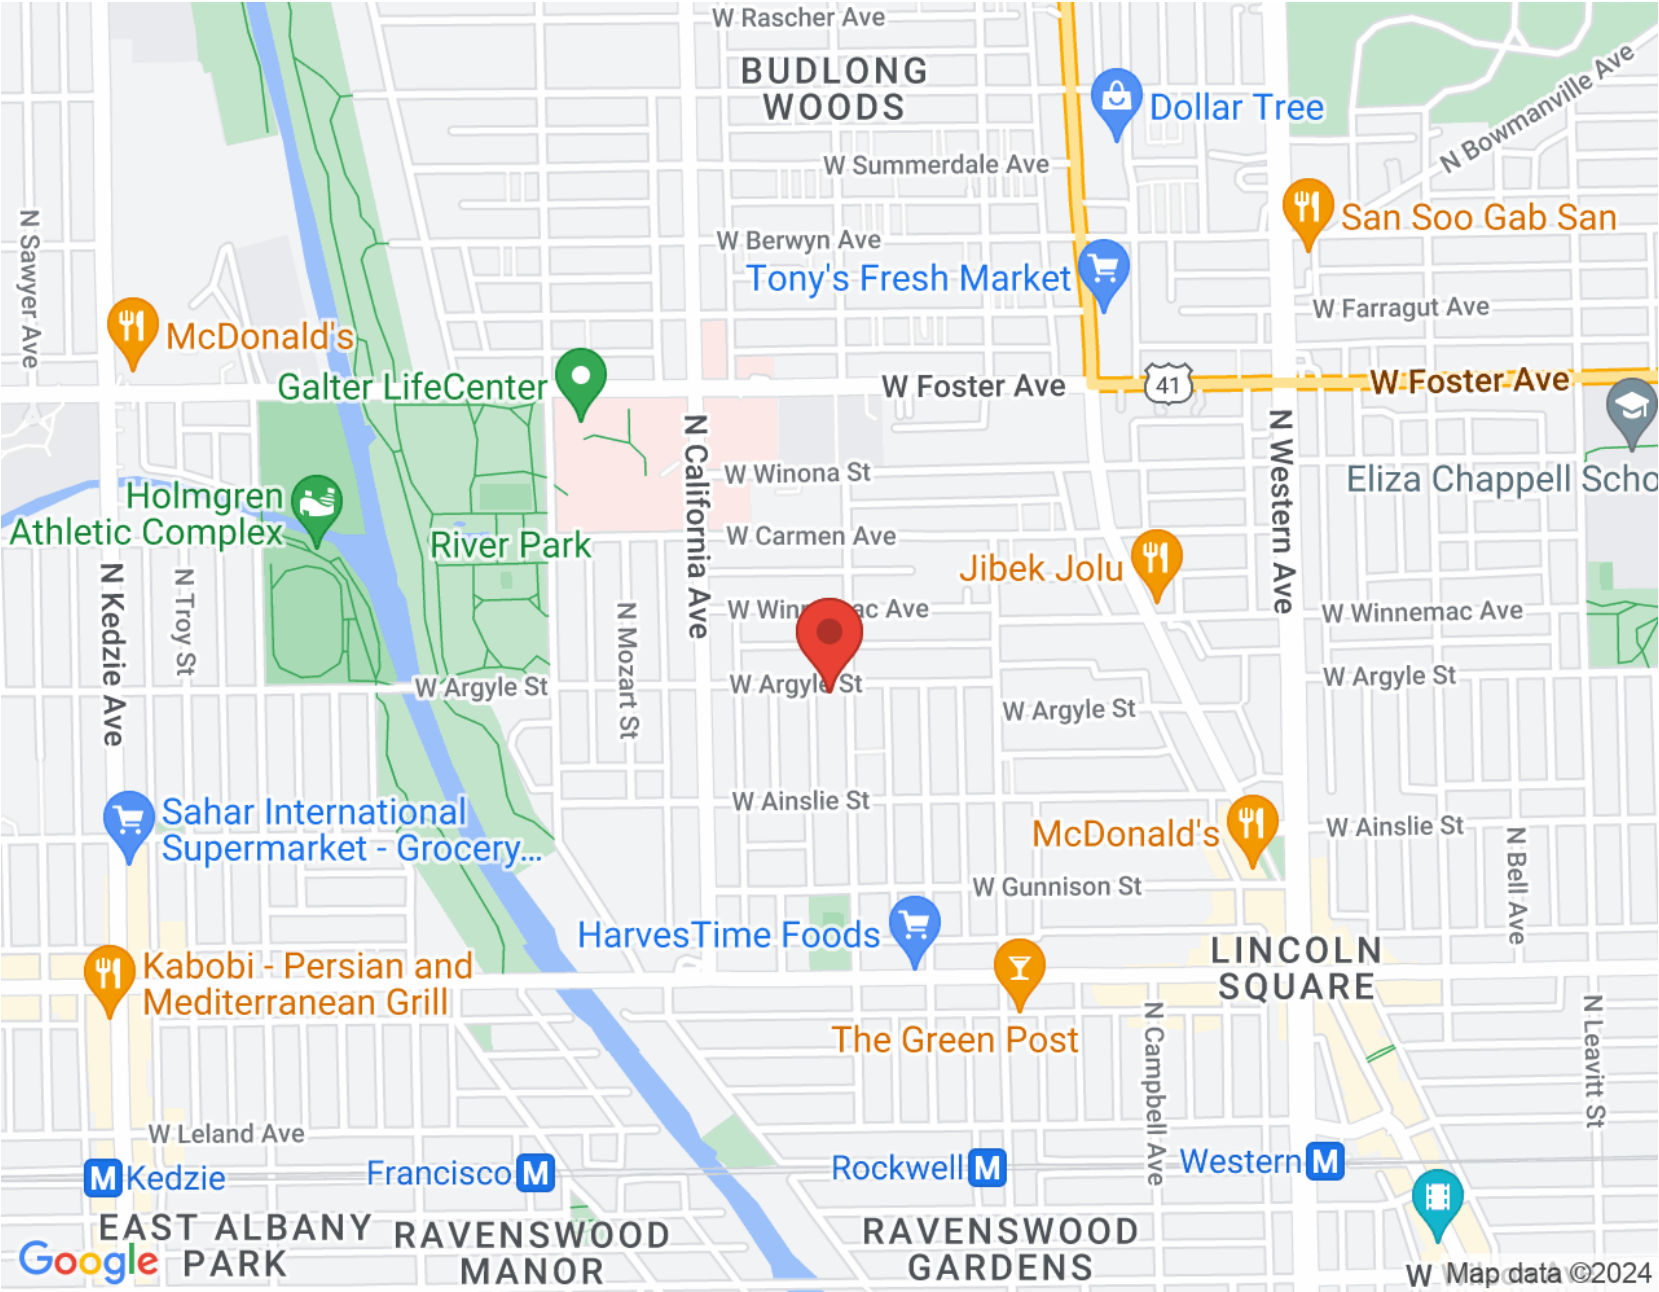 W Rascher Ave
BUDLONG
WOODS
Dollar Tree
N Bowmanville Ave
W Summerdale Ave
San Soo Gab San
N Sawyer Ave
W Berwyn Ave
Tony's Fresh Market
W Farragut Ave
McDonald's
Galter LifeCenter
W Foster Ave
41
W Foster Ave
N California Ave
N Western Ave
W Winona St
Eliza Chappell Scho
Holmgren
Athletic Complex
River Park
W Carmen Ave
Jibek Jolu
N Kedzie Ave
N Troy St
N Mozart St
ac Ave
W Winnemac Ave
W Argyle St
W Argyle St
W Argyle St
W Argyle St
W Ainslie St
Sahar International
Supermarket - Grocery...
McDonald's
W Ainslie St
N Bell Ave
W Gunnison St
HarvesTime Foods
LINCOLN
SQUARE
Kabobi - Persian and
Mediterranean Grill
The Green Post
N Campbell Ave
N Leavitt St
W Leland Ave
M Kedzie
Francisco M
Rockwell M
Western M
EAST ALBANY
PARK
RAVENSWOOD
MANOR
RAVENSWOOD
GARDENS
Google
W
Map data ©2024